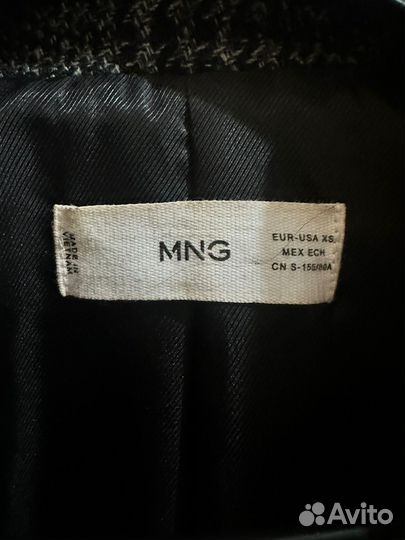 MADE IN
VIETNAM
MNG
EUR-USA XS
MEX ECH
CN S-155/80A
Avito